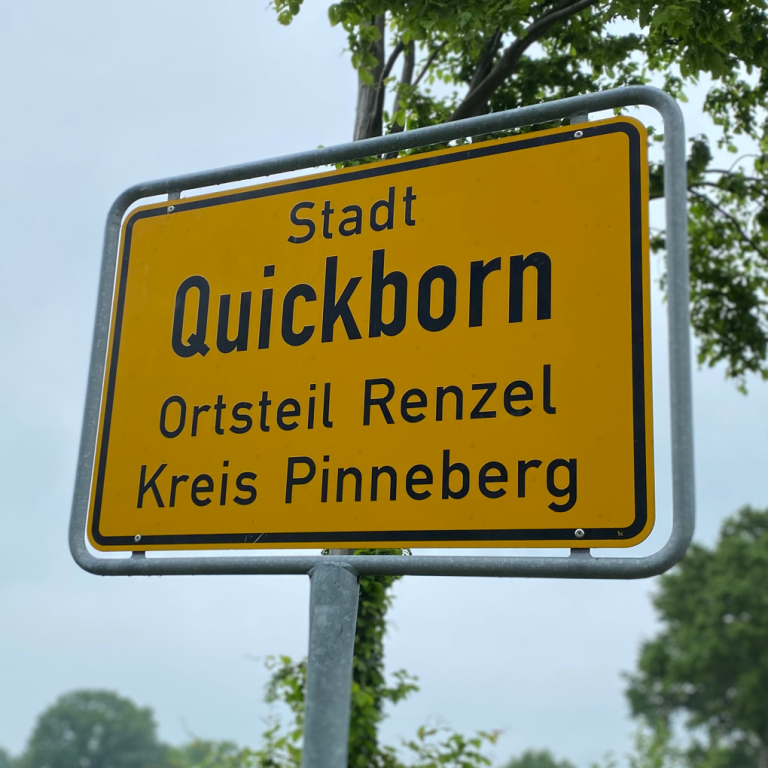 Stadt
Quickborn
Ortsteil Renzel
Kreis Pinneberg